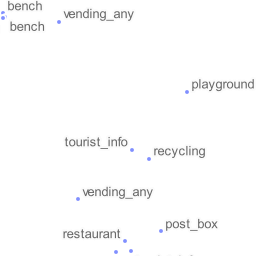 bench
vending_any
bench
playground
tourist_info
recycling
vending_any
post_box
restaurant